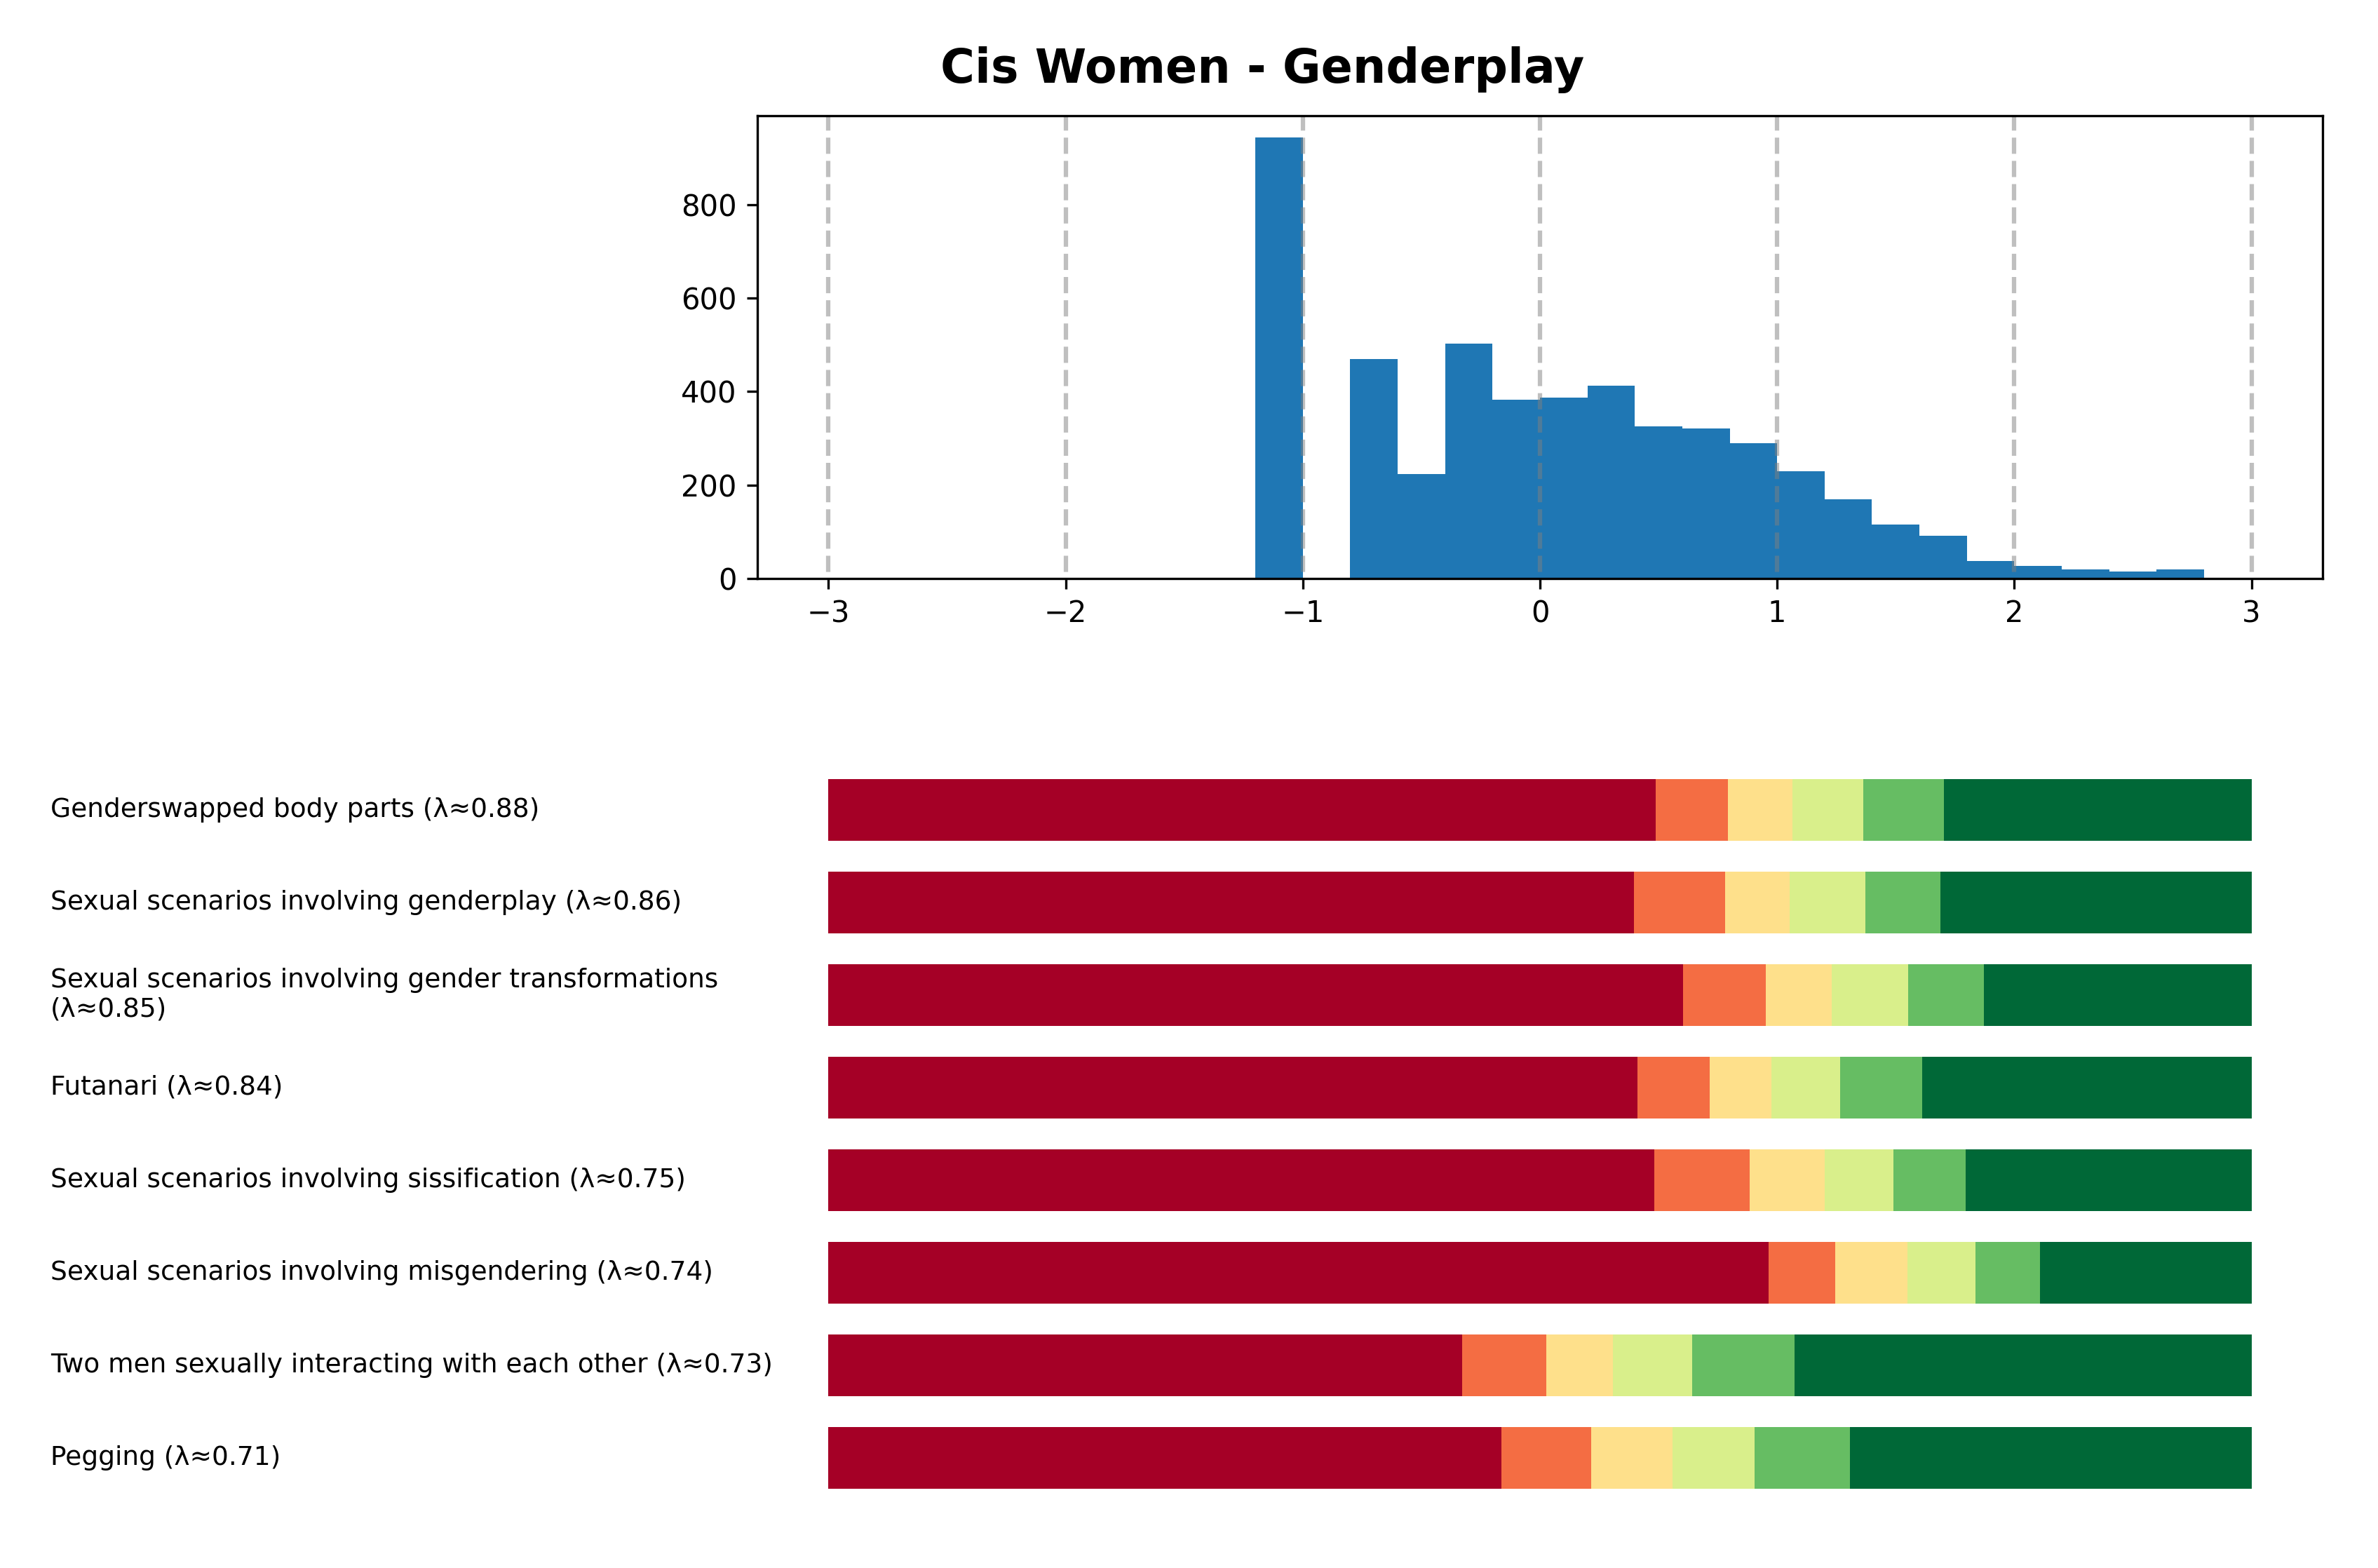 Cis Women - Genderplay
800
600
400
200
0
−3 −2 −1 0 1 2 3
Genderswapped body parts (λ≈0.88)
Sexual scenarios involving genderplay (λ≈0.86)
Sexual scenarios involving gender transformations
(λ≈0.85)
Futanari (λ≈0.84)
Sexual scenarios involving sissification (λ≈0.75)
Sexual scenarios involving misgendering (λ≈0.74)
Two men sexually interacting with each other (λ≈0.73)
Pegging (λ≈0.71)